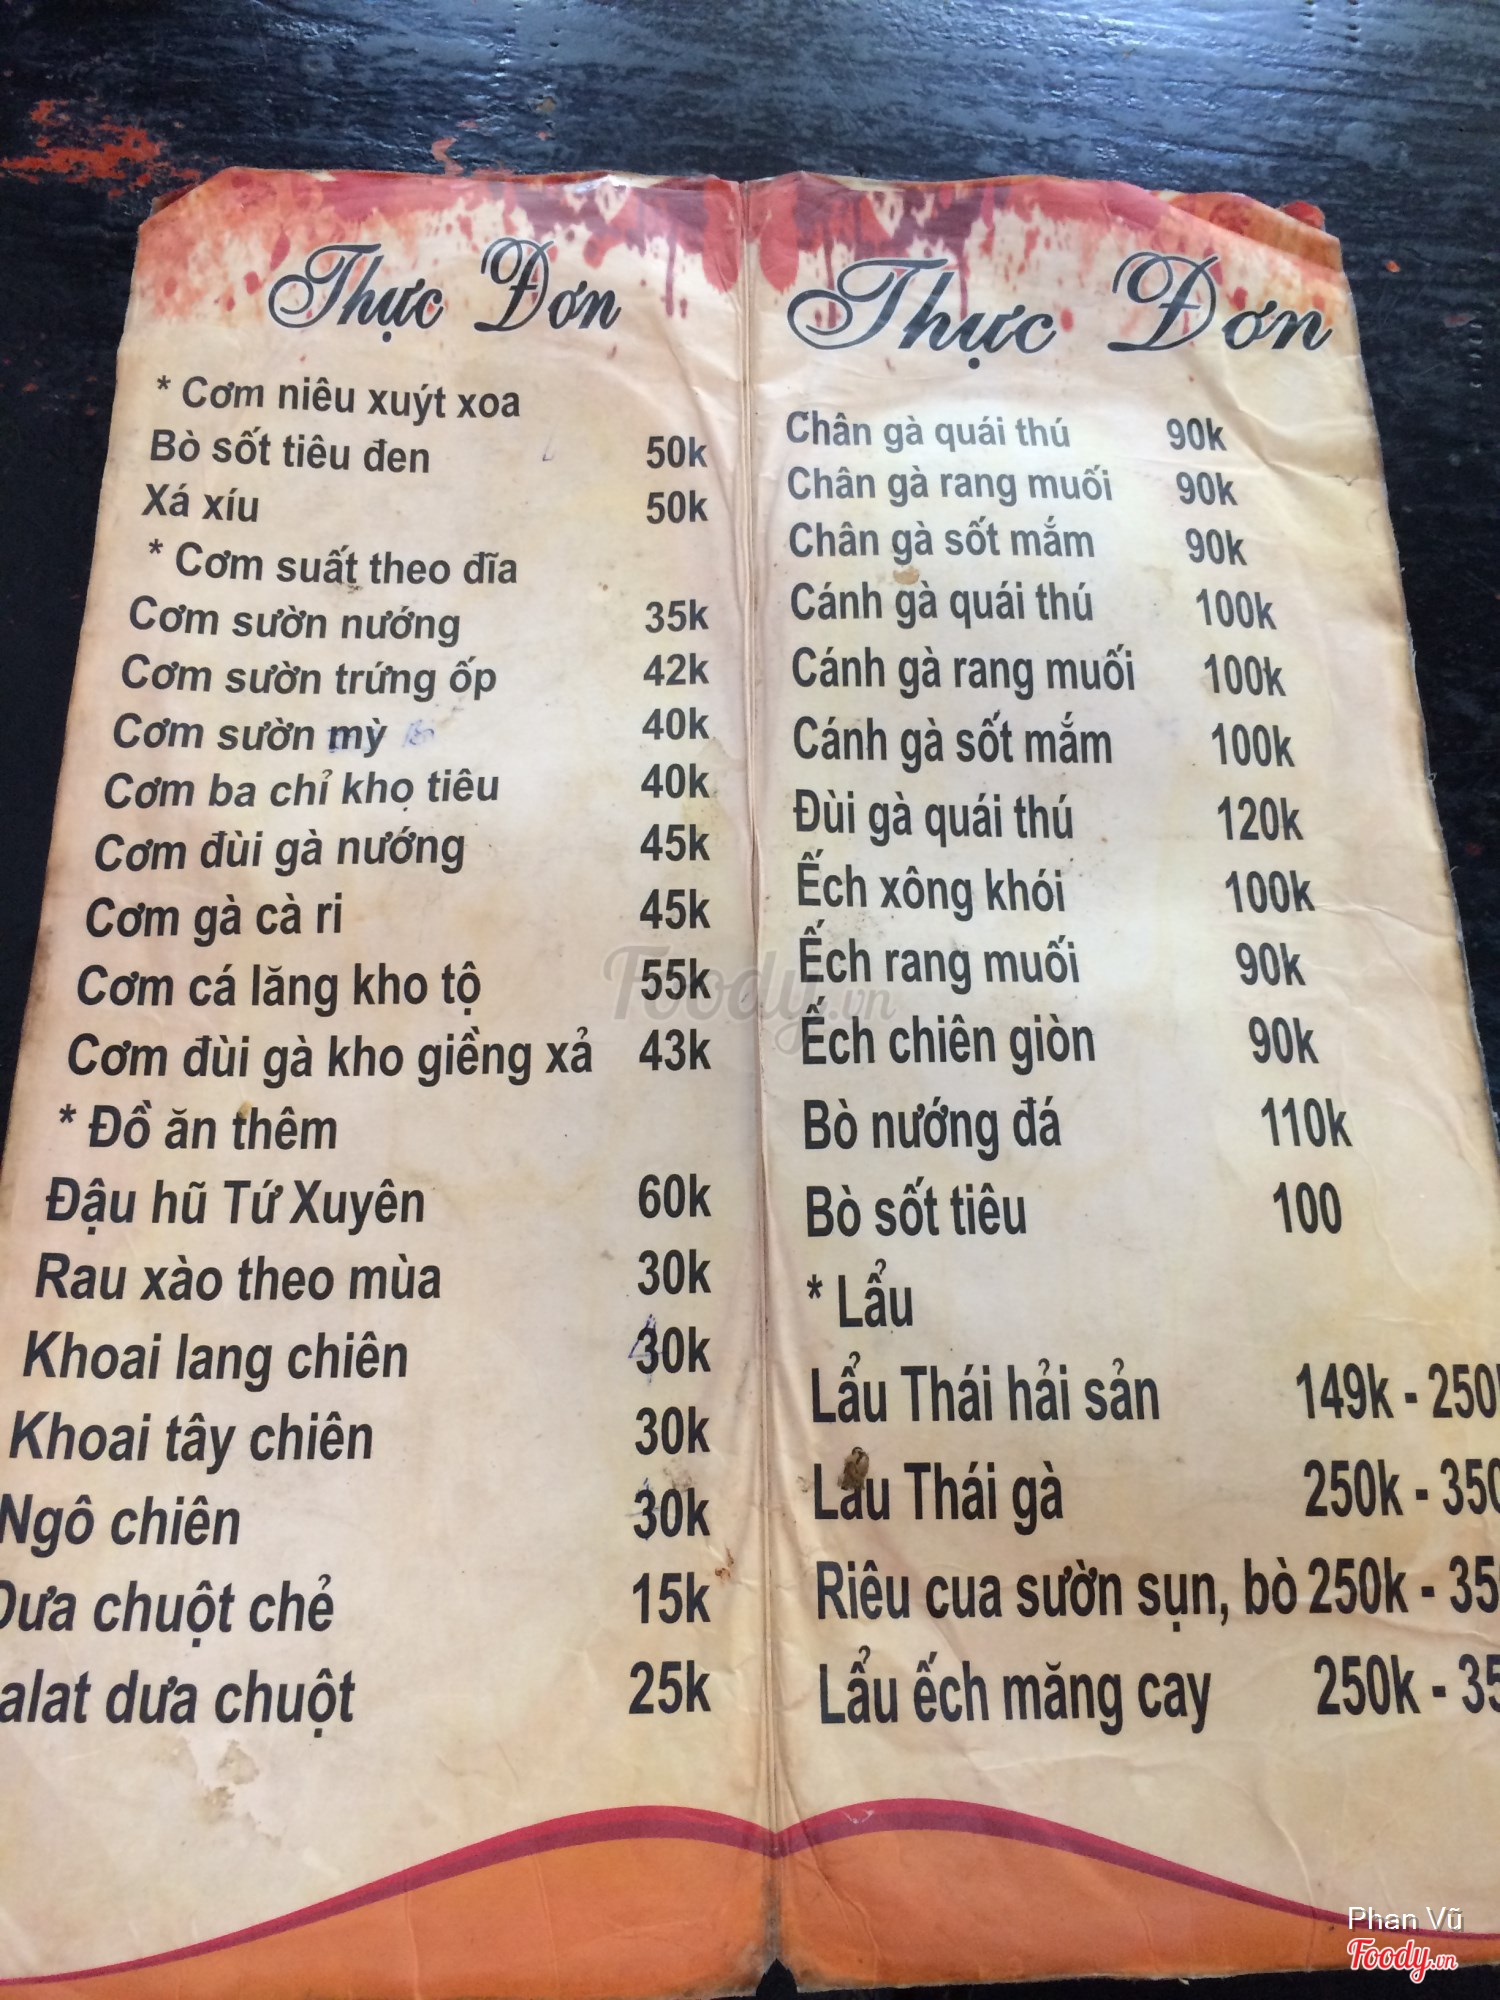 Thực Đơn
* Cơm niêu xuýt xoa
Bò sốt tiêu đen 50k
Xá xíu 50k
* Cơm suất theo đĩa
Cơm sườn nướng 35k
Cơm sườn trứng ốp 42k
Cơm sườn mỳ 40k
Cơm ba chỉ kho tiêu 40k
Cơm đùi gà nướng 45k
Cơm gà cà ri 45k
Cơm cá lăng kho tộ 55k
Cơm đùi gà kho giềng xả 43k
* Đồ ăn thêm
Đậu hũ Tứ Xuyên 60k
Rau xào theo mùa 30k
Khoai lang chiên 30k
Khoai tây chiên 30k
Ngô chiên 30k
Dưa chuột chẻ 15k
alat dưa chuột 25k
Thực Đơn
Chân gà quái thú 90k
Chân gà rang muối 90k
Chân gà sốt mắm 90k
Cánh gà quái thú 100k
Cánh gà rang muối 100k
Cánh gà sốt mắm 100k
Đùi gà quái thú 120k
Ếch xông khói 100k
Ếch rang muối 90k
Ếch chiên giòn 90k
Bò nướng đá 110k
Bò sốt tiêu 100
* Lẩu
Lẩu Thái hải sản 149k - 250
Lẩu Thái gà 250k - 350
Riêu cua sườn sụn, bò 250k - 35
Lẩu ếch măng cay 250k - 35
Foody.vn
Phan Vũ
Foody.vn